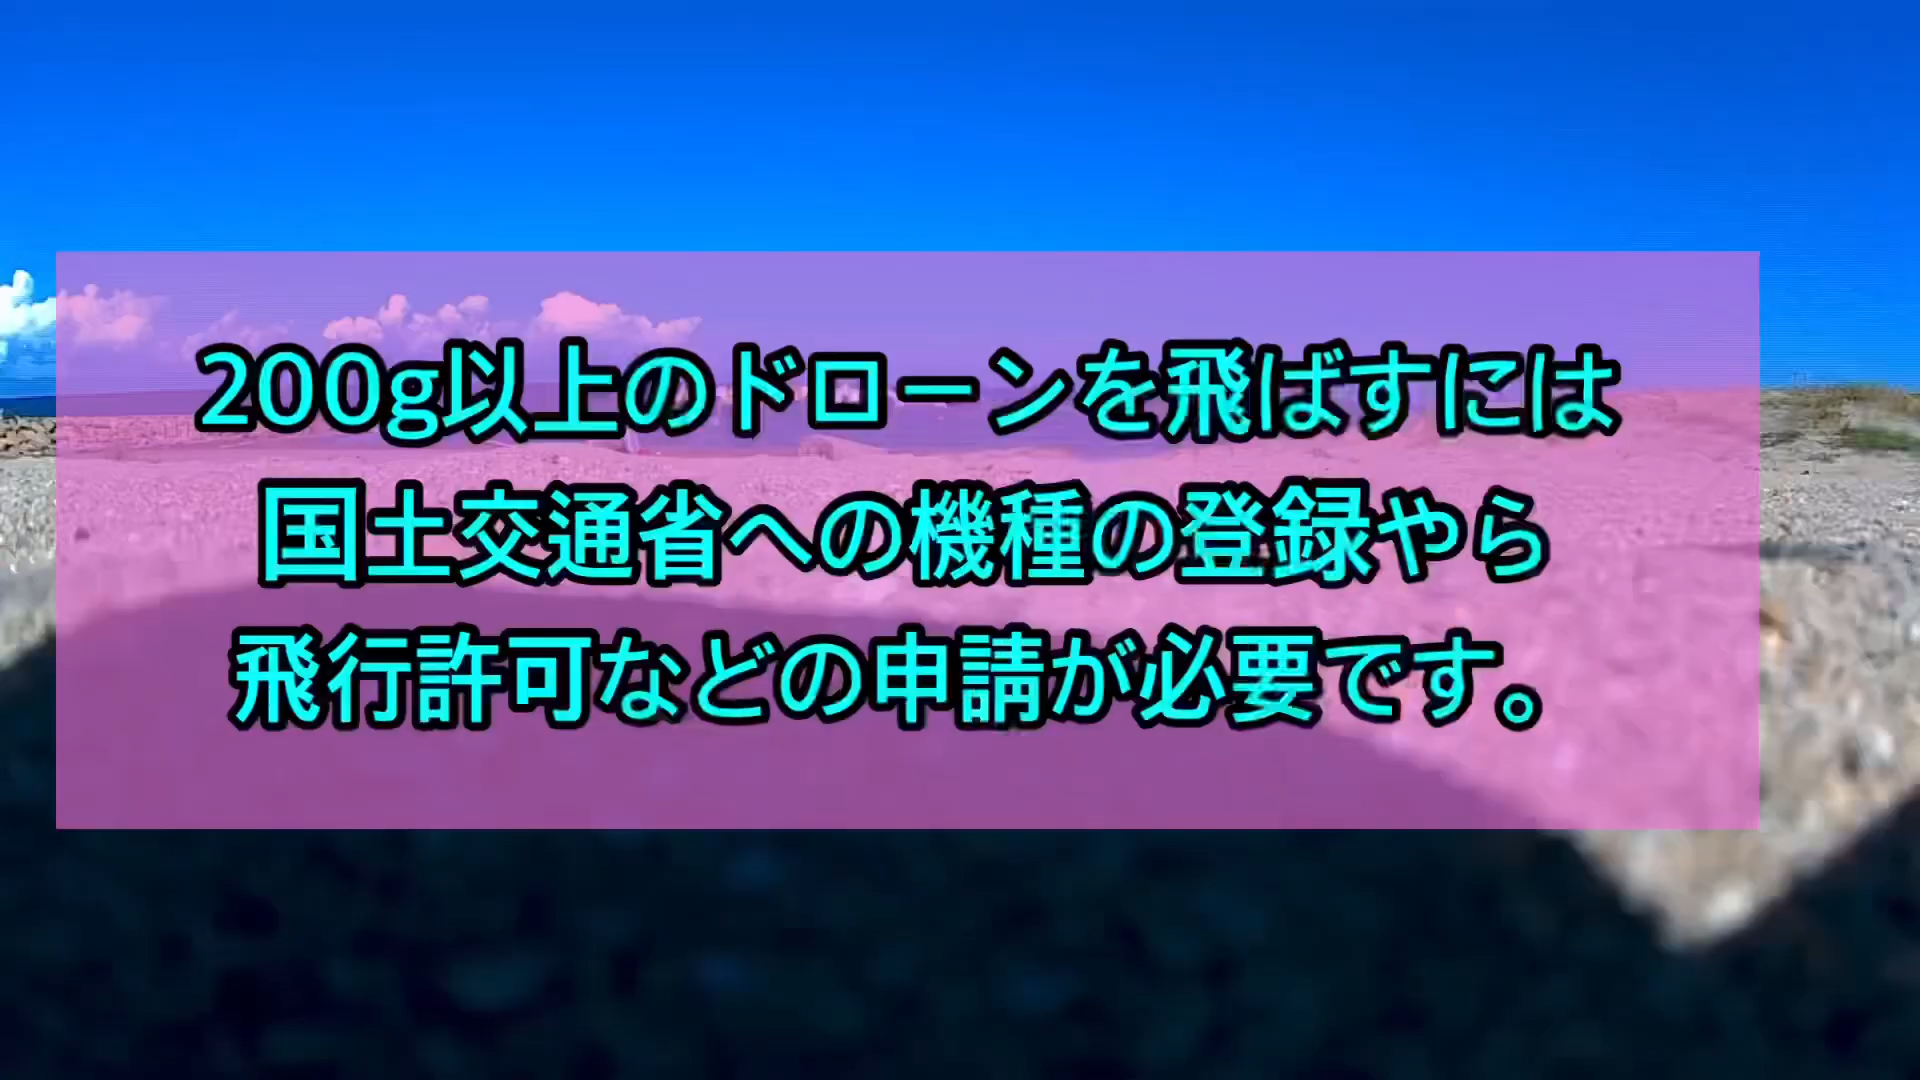 200g以上のドローンを飛ばすには
国土交通省への機種の登録やら
飛行許可などの申請が必要です。